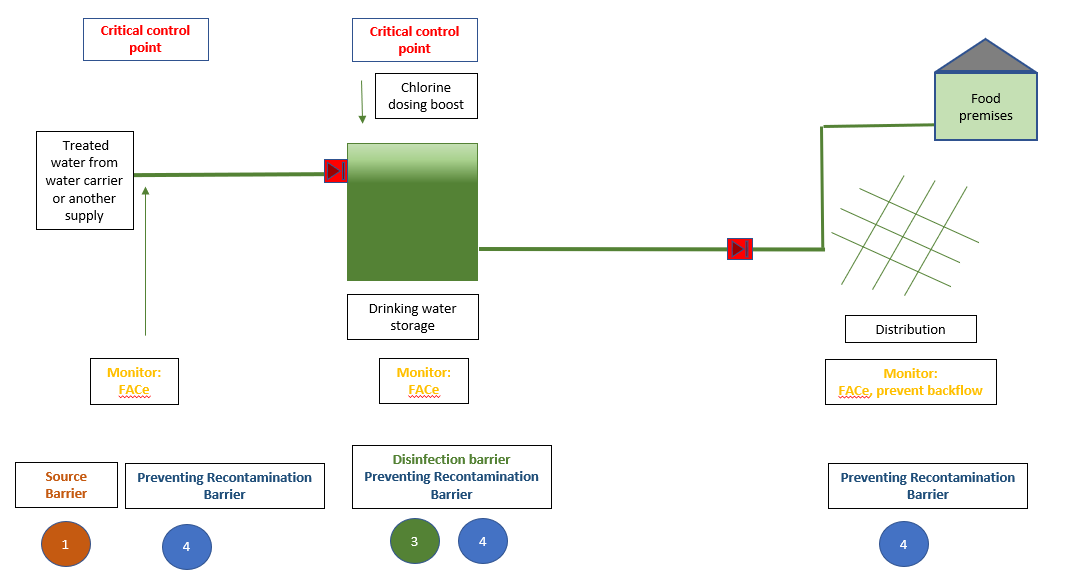 Critical control
point
Critical control
point
Chlorine
dosing boost
Food
premises
Treated
water from
water carrier
or another
supply
Drinking water
storage
Distribution
Monitor:
FACe
Monitor:
FACe
Monitor:
FACe, prevent backflow
Source
Barrier
Preventing Recontamination
Barrier
Disinfection barrier
Preventing Recontamination
Barrier
Preventing Recontamination
Barrier
1
4
3
4
4